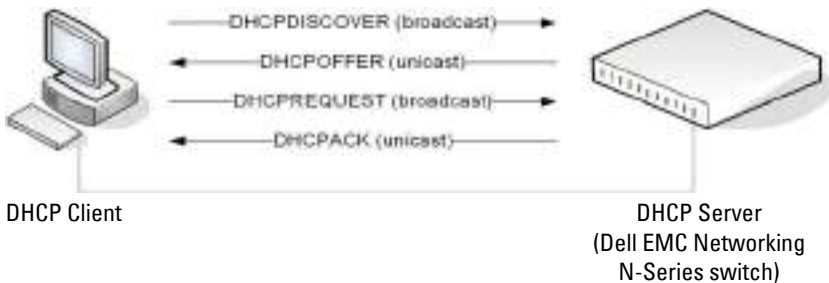 DHCPDISCOVER (broadcast)
DHCPOFFER (unicast)
DHCPREQUEST (broadcast)
DHCPACK (unicast)
DHCP Client
DHCP Server
(Dell EMC Networking
N-Series switch)